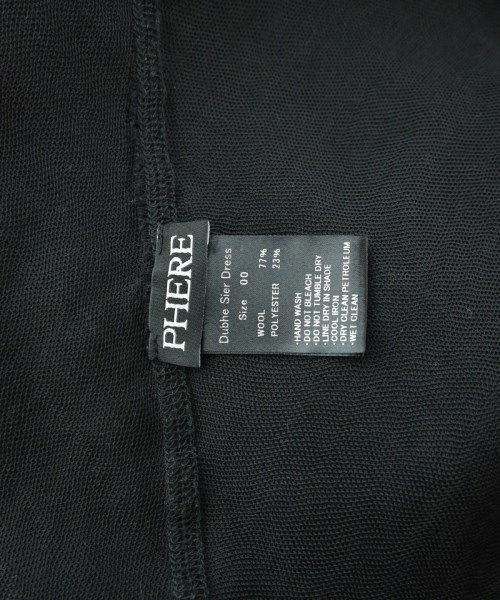 PHERE
Dubhe Sler Dress
Size 00
WOOL 77%
POLYESTER 23%
·HAND WASH
·DO NOT BLEACH
·DO NOT TUMBLE DRY
·LINE DRY IN SHADE
·COOL IRON
·DRY CLEAN PETROLEUM
·WET CLEAN